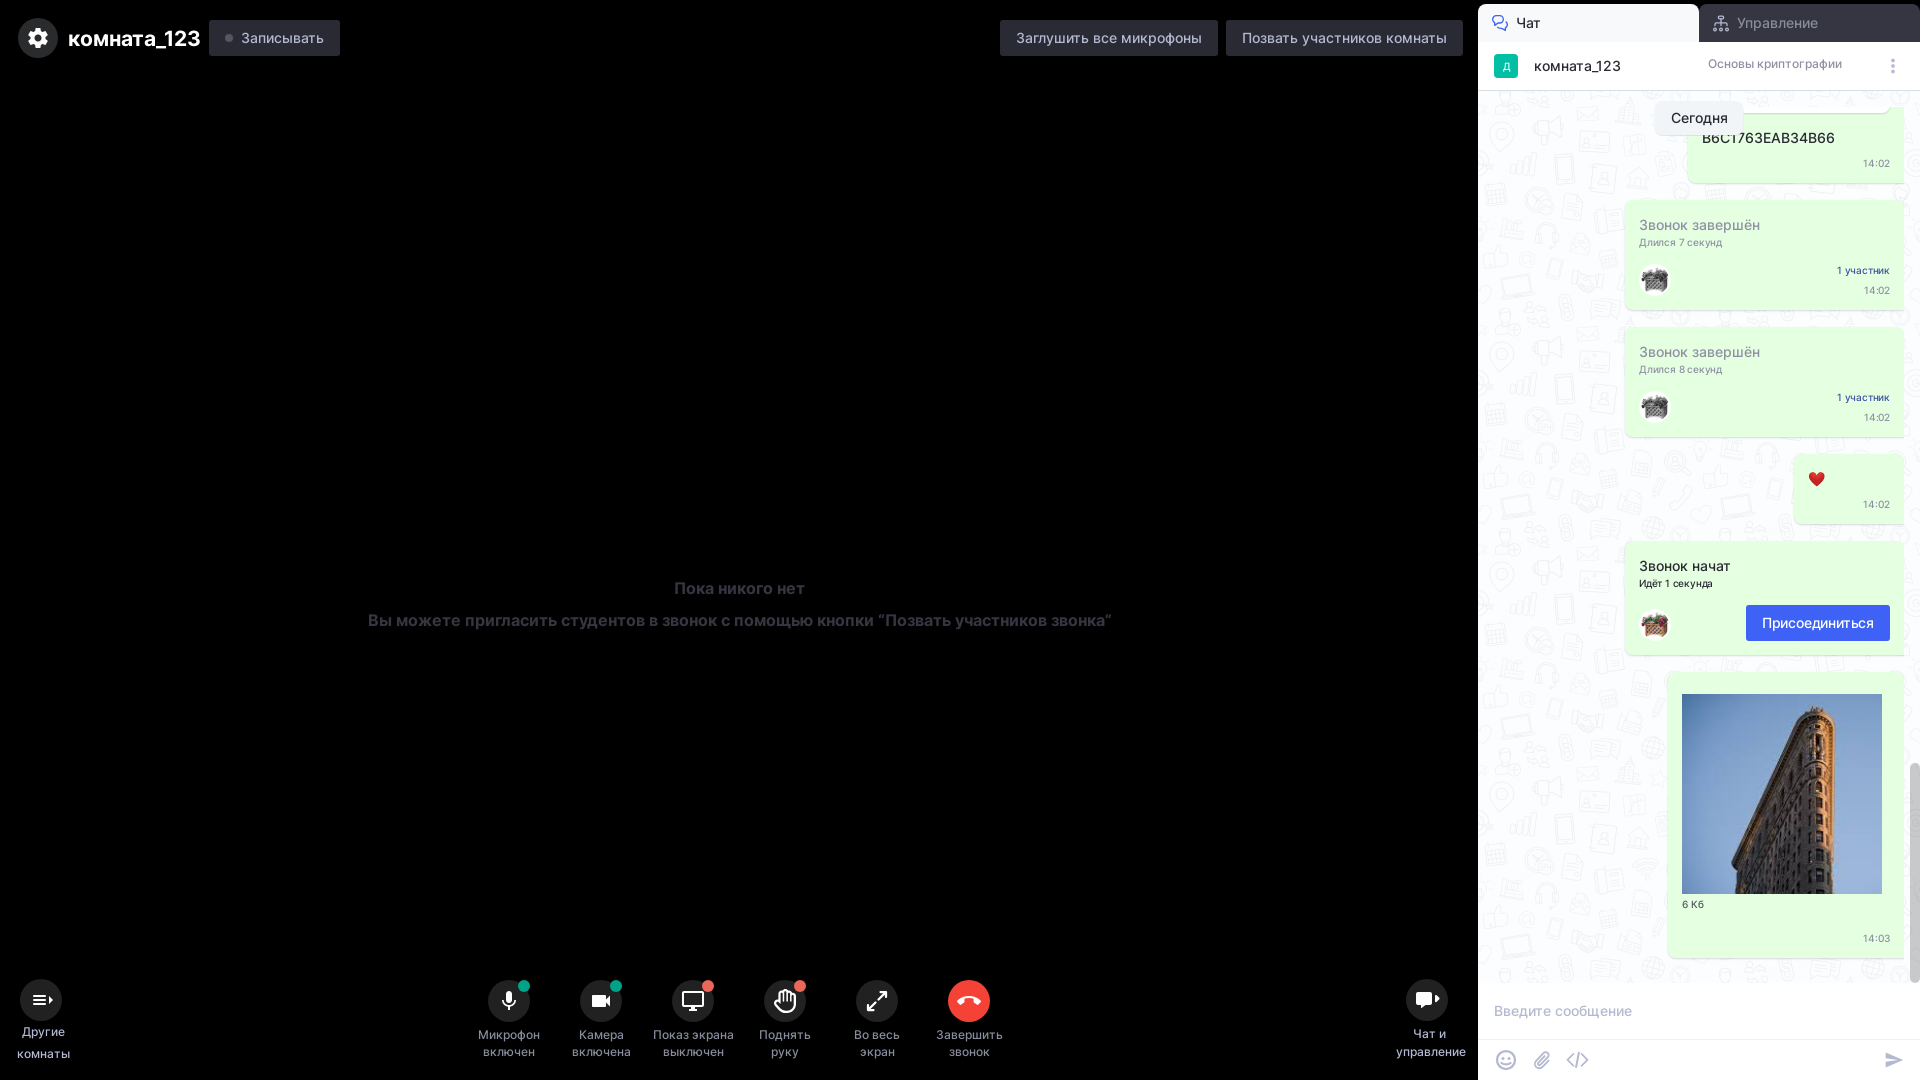 комната_123
Записывать
Заглушить все микрофоны
Позвать участников комнаты
Чат
Управление
Д
комната_123
Основы криптографии
Сегодня
B6C1763EAB34B66
14:02
Звонок завершён
Длился 7 секунд
1 участник
14:02
Звонок завершён
Длился 8 секунд
1 участник
14:02
❤️
14:02
Звонок начат
Идёт 1 секунда
Присоединиться
6 Кб
14:03
Пока никого нет
Вы можете пригласить студентов в звонок с помощью кнопки “Позвать участников звонка”
Другие
комнаты
Микрофон
включен
Камера
включена
Показ экрана
выключен
Поднять
руку
Во весь
экран
Завершить
звонок
Чат и
управление
Введите сообщение